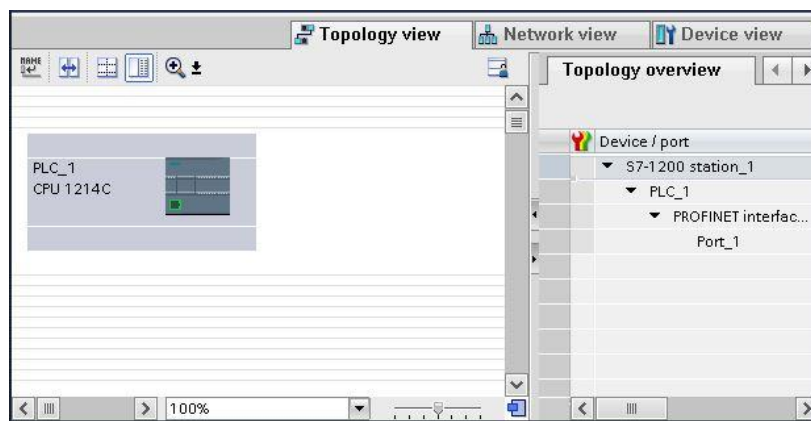 Topology view
Network view
Device view
NAME
Topology overview
Device / port
PLC_1
CPU 1214C
S7-1200 station_1
PLC_1
PROFINET interfac...
Port_1
100%